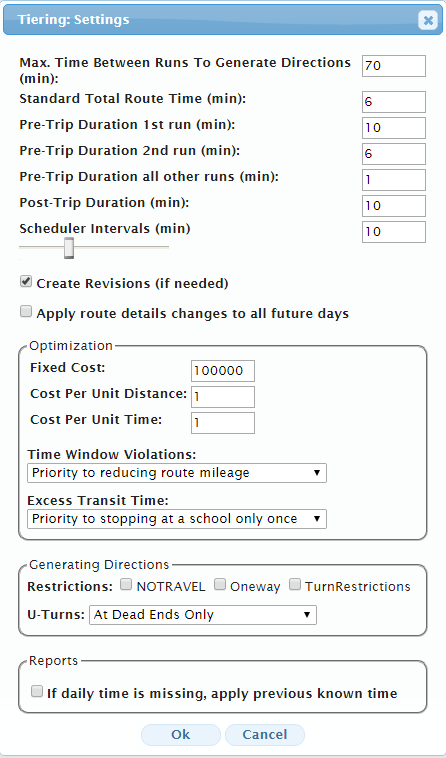 Tiering: Settings
Max. Time Between Runs To Generate Directions
(min): 70
Standard Total Route Time (min): 6
Pre-Trip Duration 1st run (min): 10
Pre-Trip Duration 2nd run (min): 6
Pre-Trip Duration all other runs (min): 1
Post-Trip Duration (min): 10
Scheduler Intervals (min) 10
Create Revisions (if needed)
Apply route details changes to all future days
Optimization
Fixed Cost: 100000
Cost Per Unit Distance: 1
Cost Per Unit Time: 1
Time Window Violations:
Priority to reducing route mileage
Excess Transit Time:
Priority to stopping at a school only once
Generating Directions
Restrictions: NOTRAVEL Oneway TurnRestrictions
U-Turns: At Dead Ends Only
Reports
If daily time is missing, apply previous known time
Ok Cancel